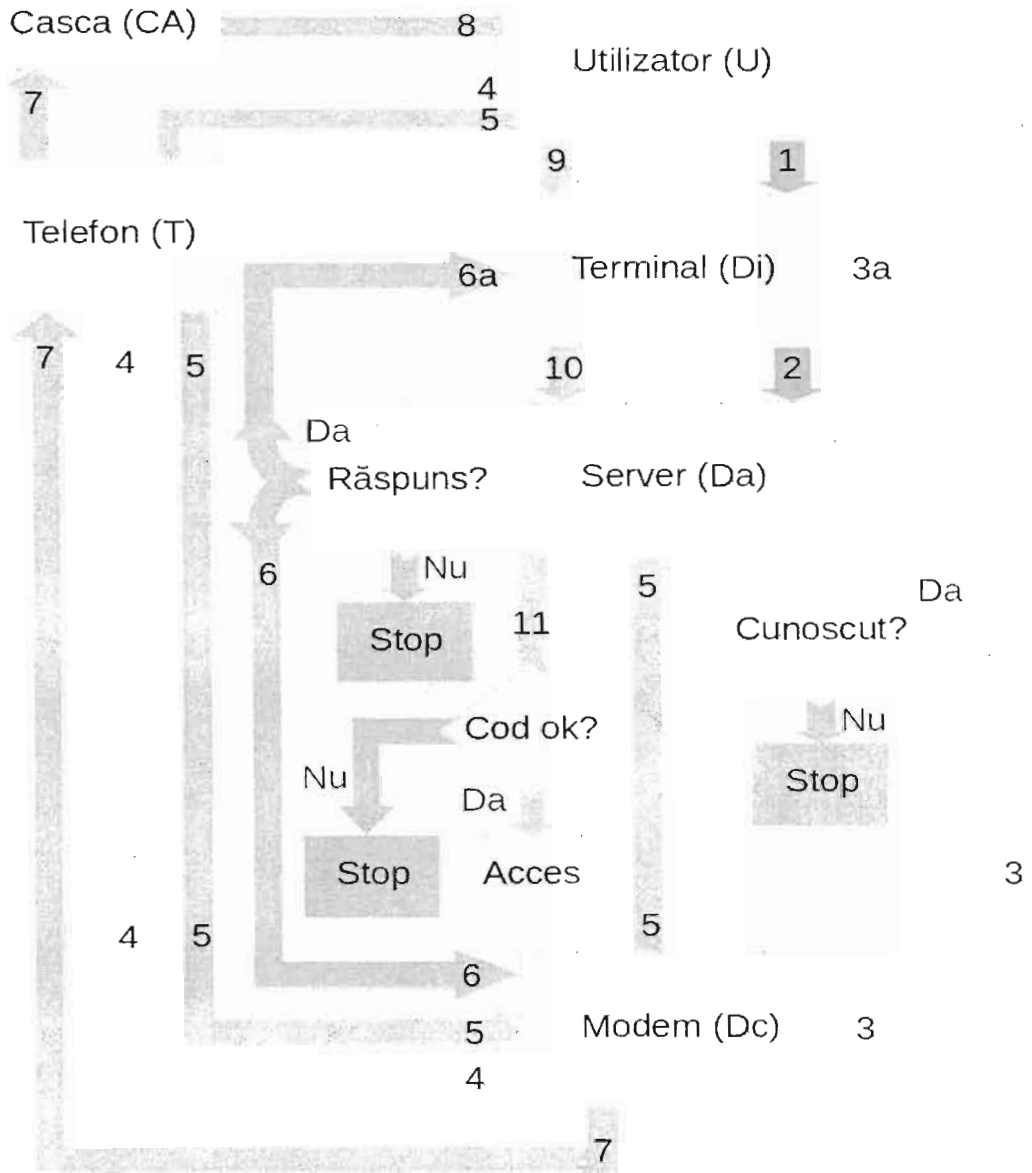 Casca (CA)
8
Utilizator (U)
7
4
5
9
1
Telefon (T)
6a
Terminal (Di)
3a
7
4
5
10
2
Da
Răspuns?
Server (Da)
6
Nu
11
5
Da
Stop
Cunoscut?
Cod ok?
Nu
Nu
Da
Stop
Stop
Acces
3
4
5
5
6
5
Modem (Dc)
3
4
7